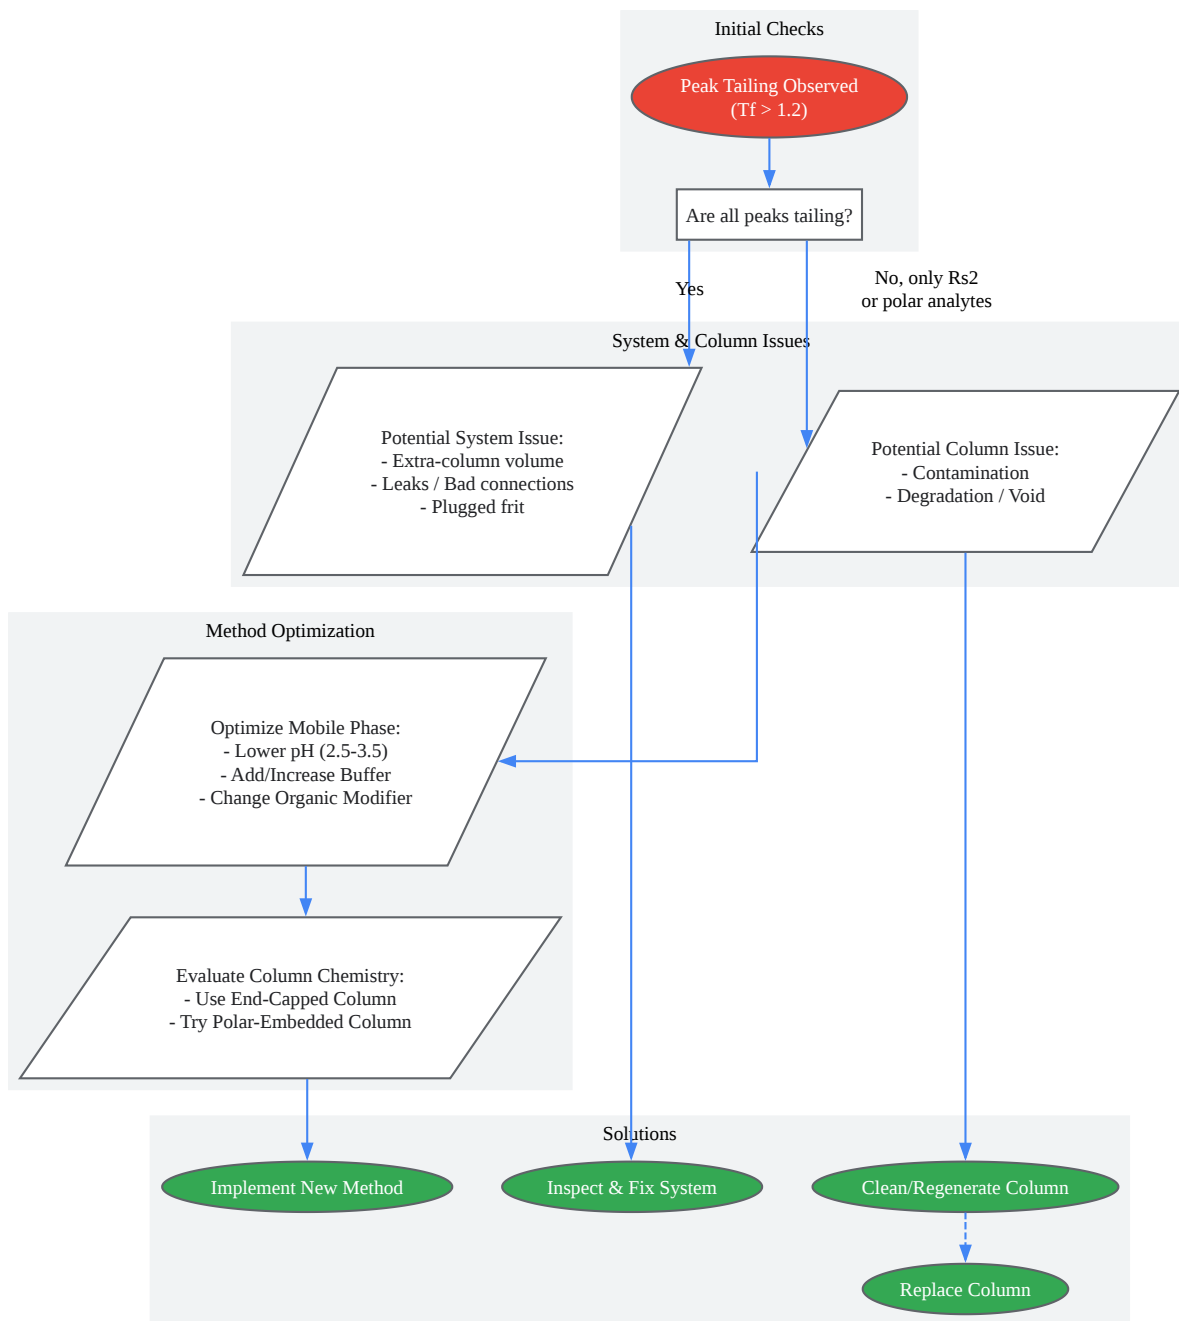 Initial Checks
Peak Tailing Observed
(Tf > 1.2)
Are all peaks tailing?
Yes
No, only Rs2
or polar analytes
System & Column Issues
Potential System Issue:
- Extra-column volume
- Leaks / Bad connections
- Plugged frit
Potential Column Issue:
- Contamination
- Degradation / Void
Method Optimization
Optimize Mobile Phase:
- Lower pH (2.5-3.5)
- Add/Increase Buffer
- Change Organic Modifier
Evaluate Column Chemistry:
- Use End-Capped Column
- Try Polar-Embedded Column
Solutions
Implement New Method
Inspect & Fix System
Clean/Regenerate Column
Replace Column